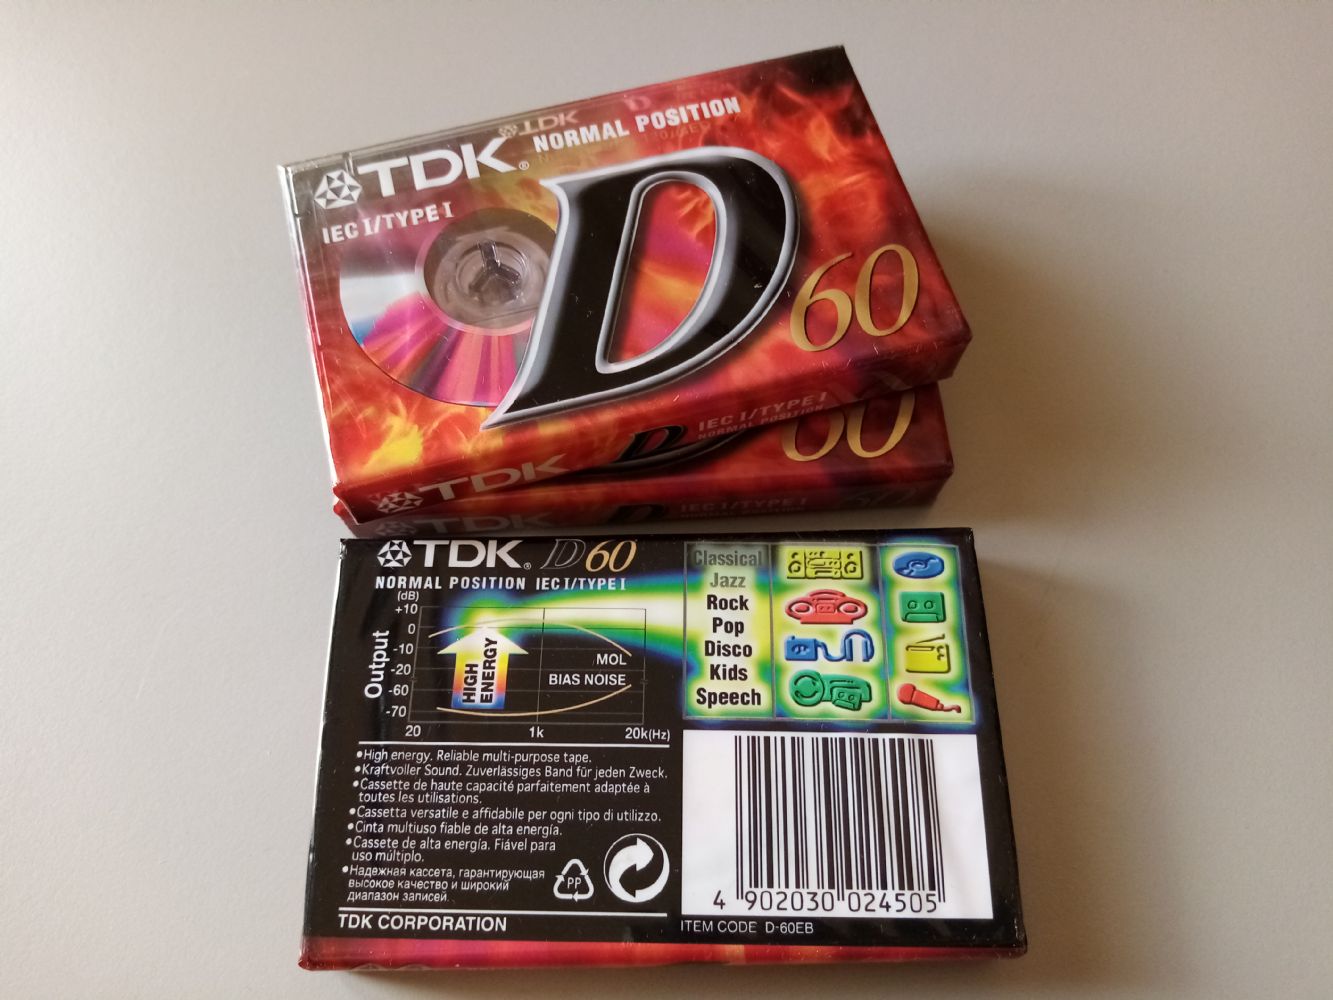 TDK®
NORMAL POSITION
IEC I/TYPE I
D 60
TDK D IEC I/TYPE I
NORMAL POSITION
60
TDK D IEC I/TYPE I 60
NORMAL POSITION
TDK® D60
NORMAL POSITION IEC I/TYPE I
(dB)
+10
0
-10
-20
-60
-70
Output
HIGH
ENERGY
MOL
BIAS NOISE
20 1k 20k(Hz)
Classical
Jazz
Rock
Pop
Disco
Kids
Speech
•High energy. Reliable multi-purpose tape.
•Kraftvoller Sound. Zuverlässiges Band für jeden Zweck.
•Cassette de haute capacité parfaitement adaptée à
toutes les utilisations.
•Cassetta versatile e affidabile per ogni tipo di utilizzo.
•Cinta multiuso fiable de alta energía.
•Cassete de alta energía. Fiável para
uso múltiplo.
•Надежная кассета, гарантирующая
высокое качество и широкий
диапазон записей.
PP
4 902030 024505
TDK CORPORATION
ITEM CODE D-60EB